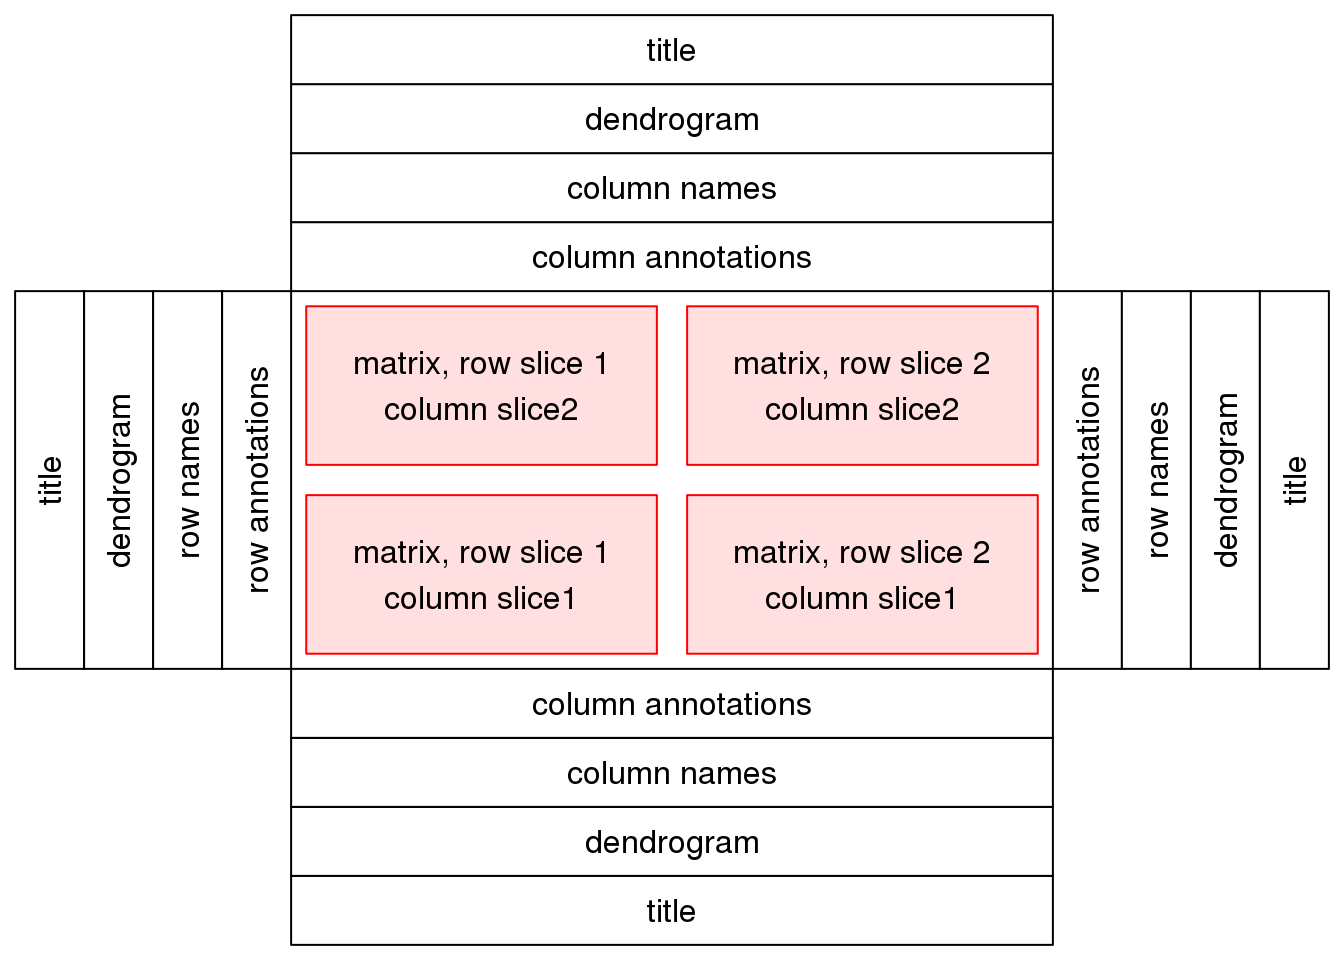 title
dendrogram
column names
column annotations
title
dendrogram
row names
row annotations
matrix, row slice 1
column slice2
matrix, row slice 2
column slice2
matrix, row slice 1
column slice1
matrix, row slice 2
column slice1
row annotations
row names
dendrogram
title
column annotations
column names
dendrogram
title